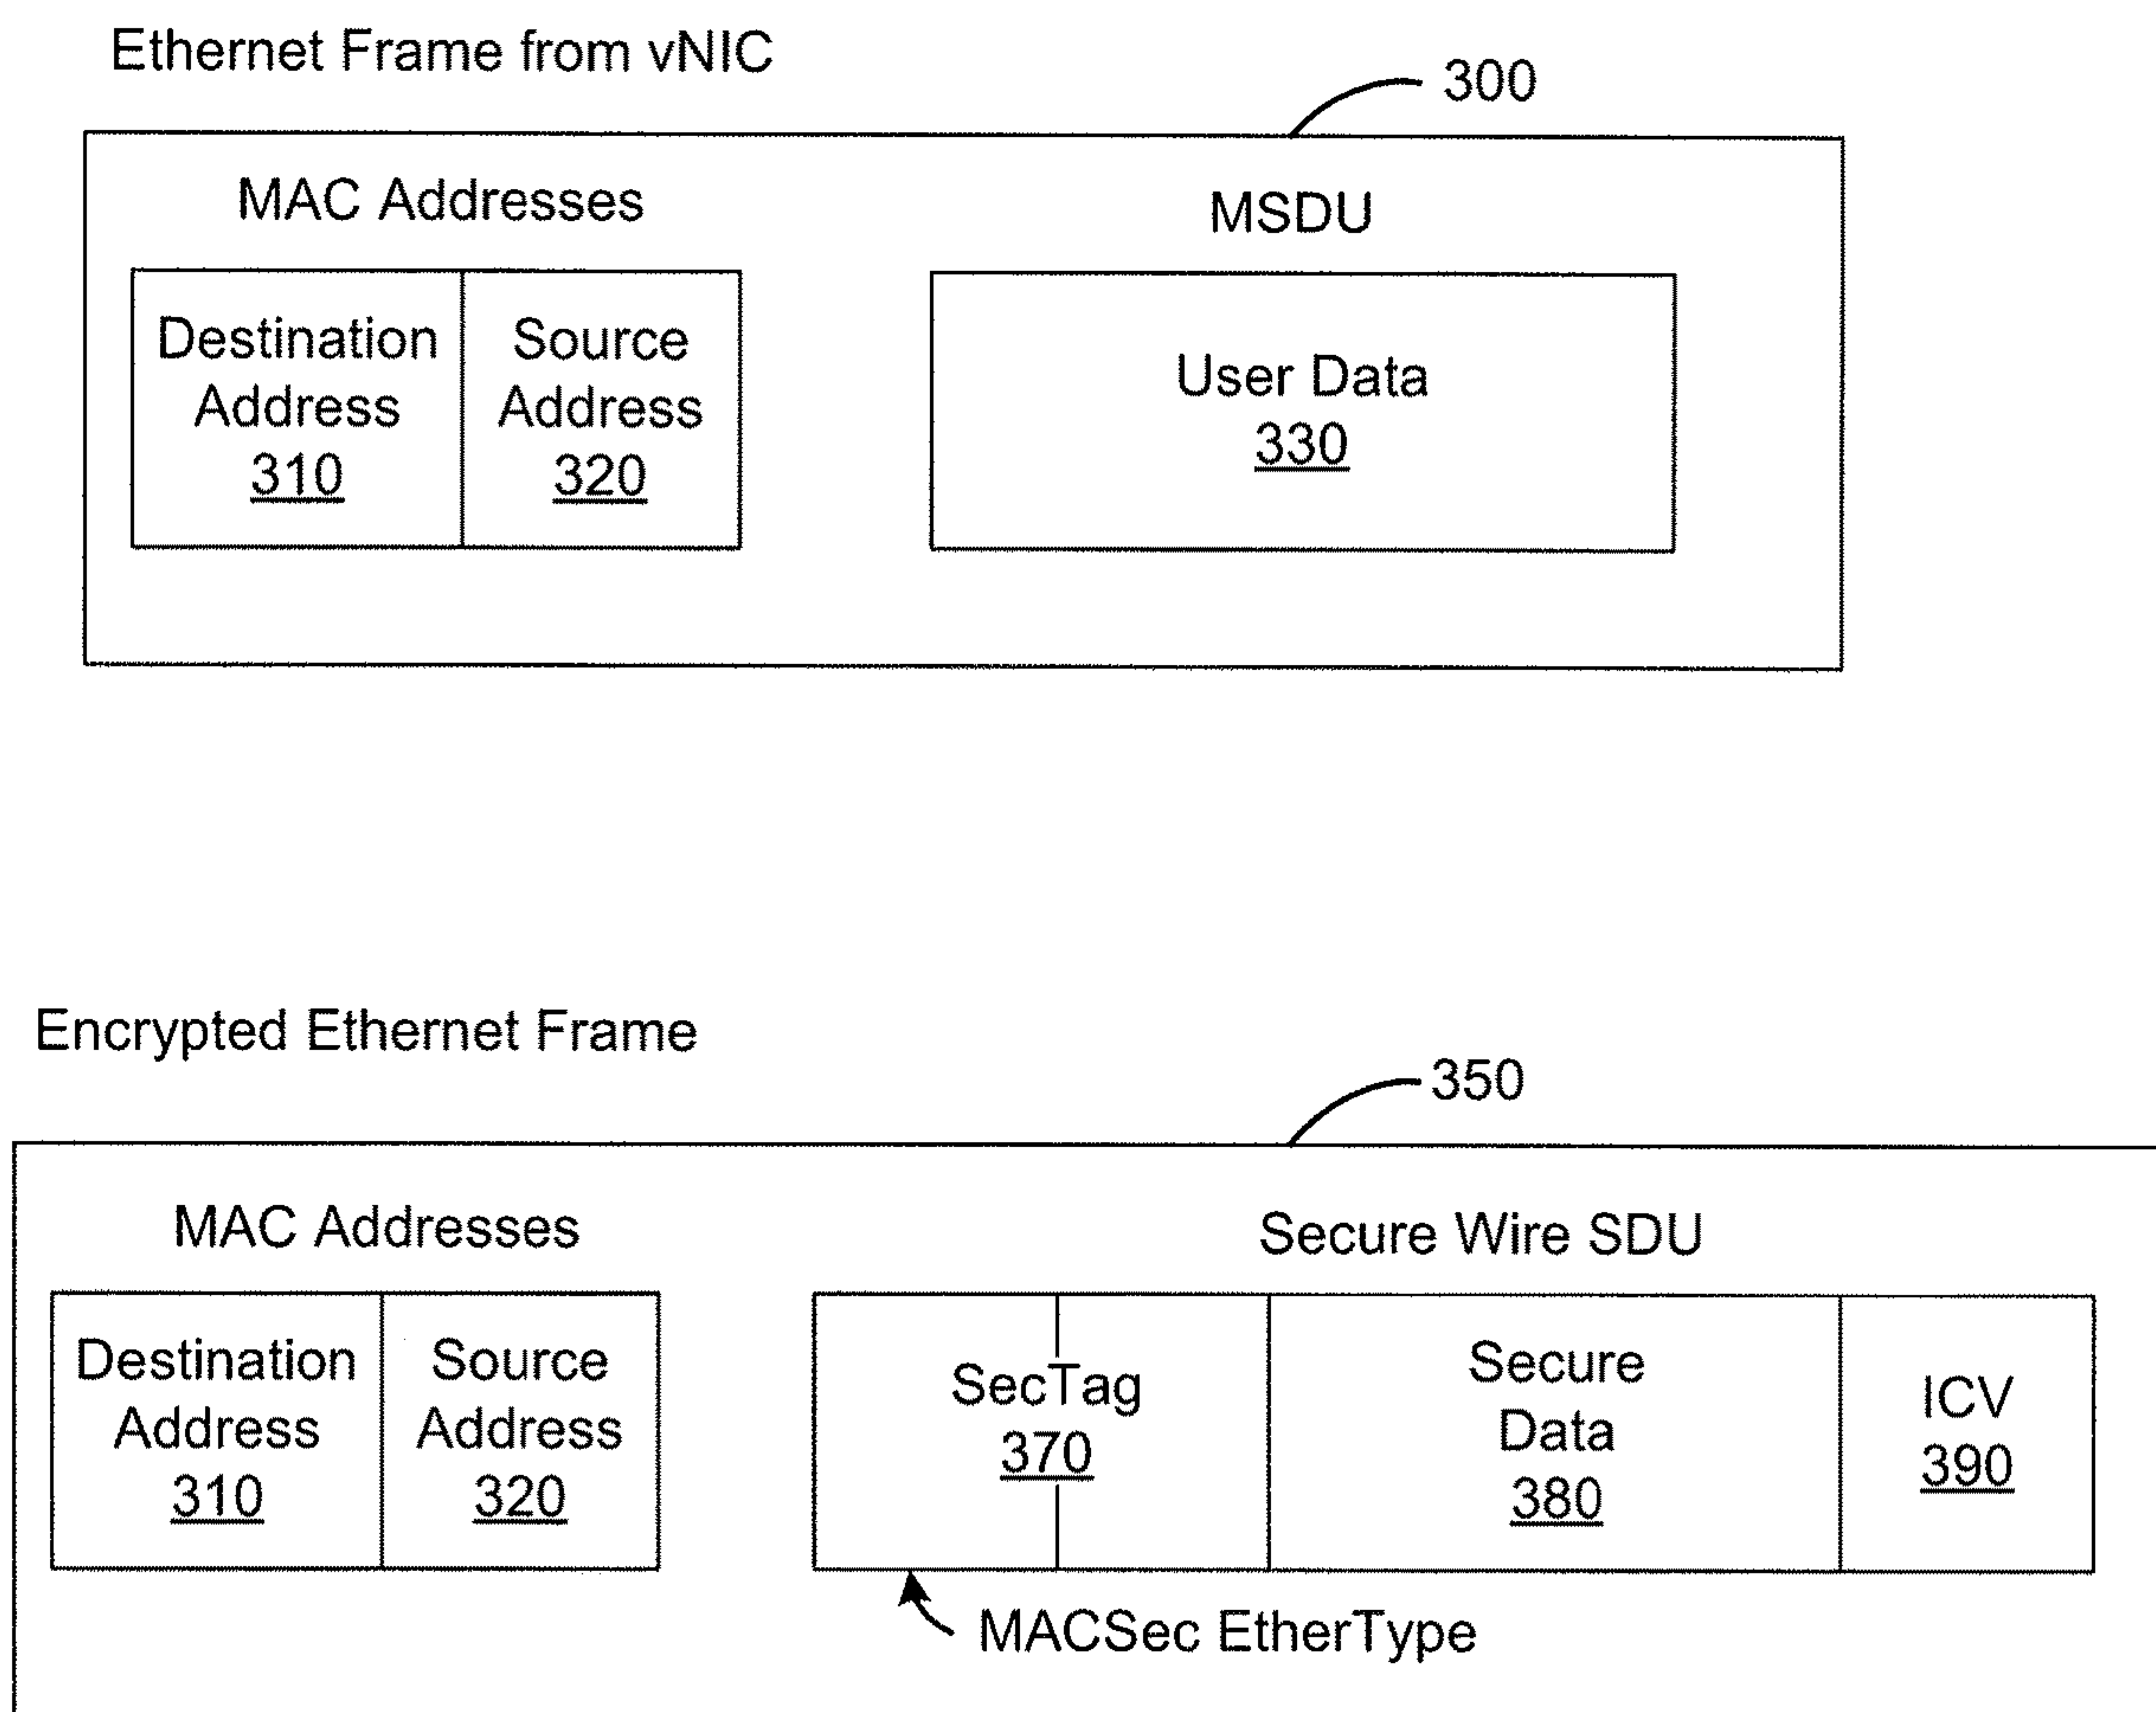 Ethernet Frame from vNIC
300
MAC Addresses
MSDU
Destination
Address
310
Source
Address
320
User Data
330
Encrypted Ethernet Frame
350
MAC Addresses
Secure Wire SDU
Destination
Address
310
Source
Address
320
SecTag
370
Secure
Data
380
ICV
390
MACSec EtherType